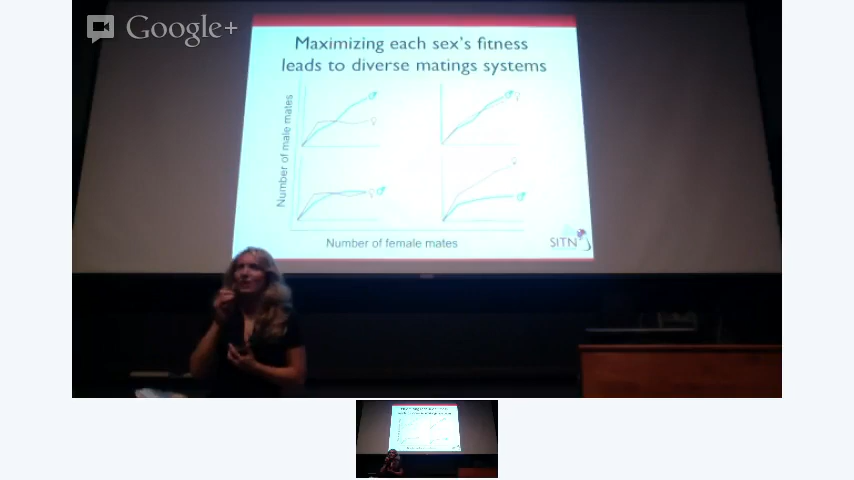 Google+
Maximizing each sex's fitness
leads to diverse matings systems
Number of male mates
Number of female mates
SITN